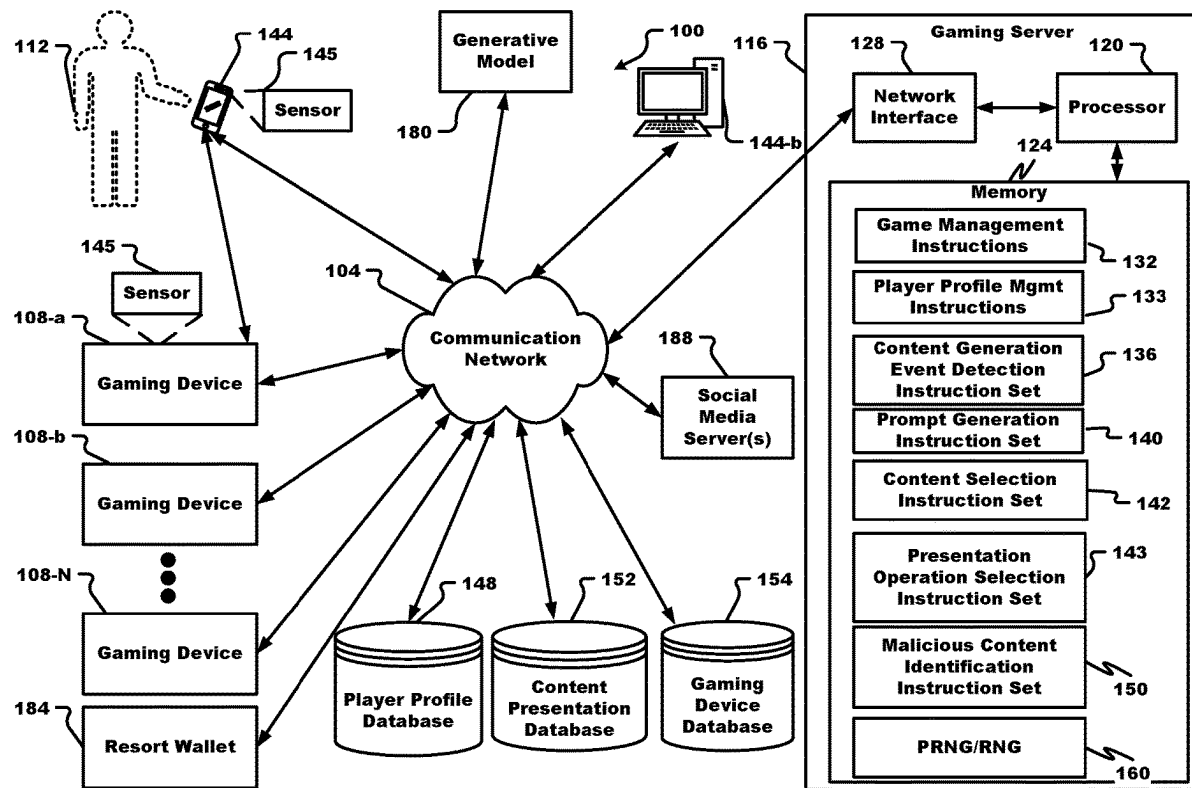 112
144
145
Sensor
Generative
Model
180
100
144-b
116
Gaming Server
128
Network
Interface
120
Processor
124
Memory
Game Management
Instructions
132
Player Profile Mgmt
Instructions
133
Content Generation
Event Detection
Instruction Set
136
Prompt Generation
Instruction Set
140
Content Selection
Instruction Set
142
Presentation
Operation Selection
Instruction Set
143
Malicious Content
Identification
Instruction Set
150
PRNG/RNG
160
145
Sensor
108-a
Gaming Device
104
Communication
Network
188
Social
Media
Server(s)
108-b
Gaming Device
108-N
Gaming Device
184
Resort Wallet
148
Player Profile
Database
152
Content
Presentation
Database
154
Gaming
Device
Database